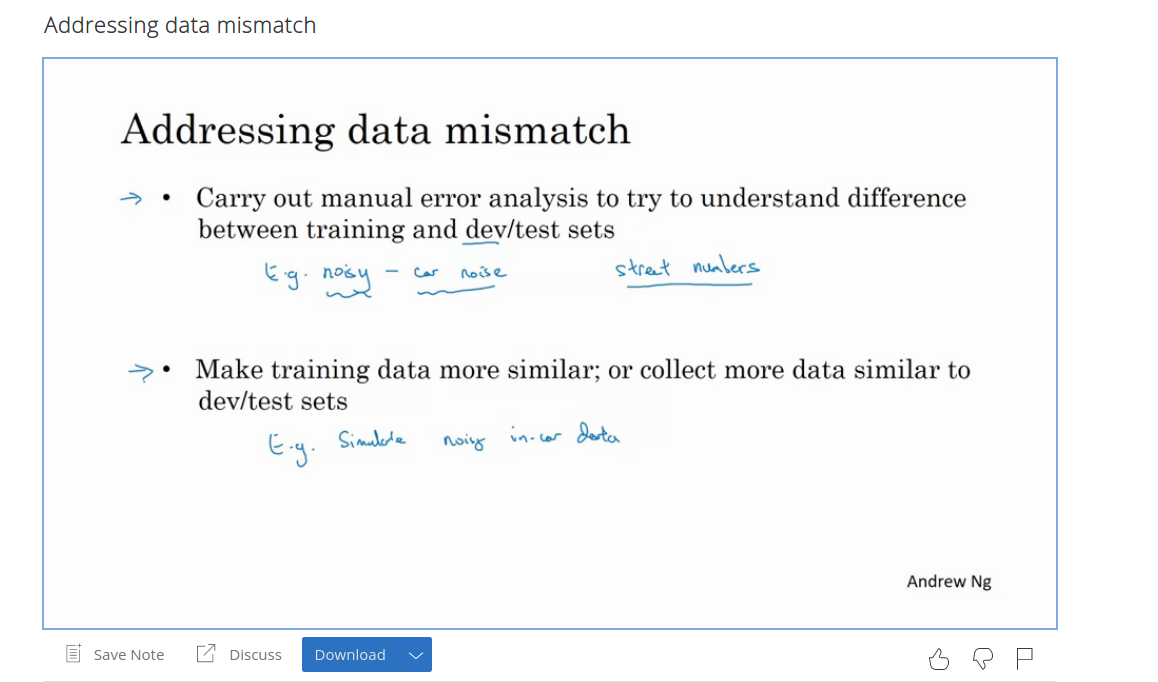 Addressing data mismatch
Addressing data mismatch
→ • Carry out manual error analysis to try to understand difference
between training and dev/test sets
E.g. noisy - car noise street numbers
→ • Make training data more similar; or collect more data similar to
dev/test sets
E.g. Simulate noisy in-car data
Andrew Ng
Save Note Discuss Download